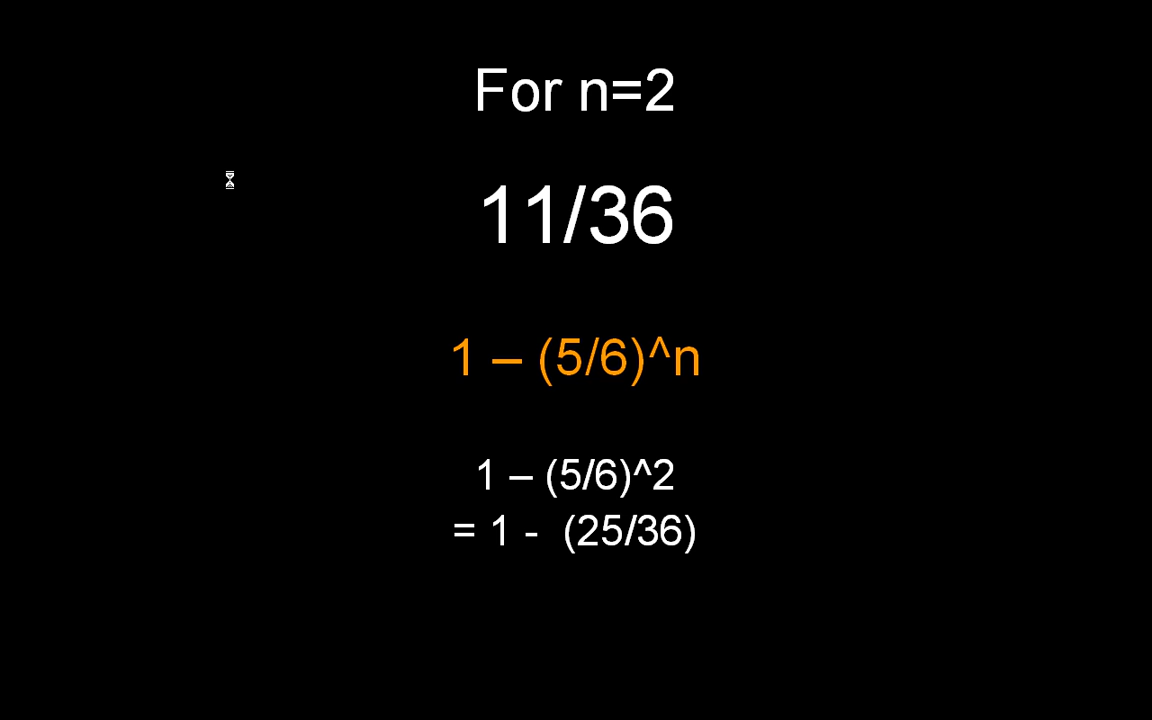 For n=2
11/36
1 – (5/6)^n
1 – (5/6)^2
= 1 -  (25/36)